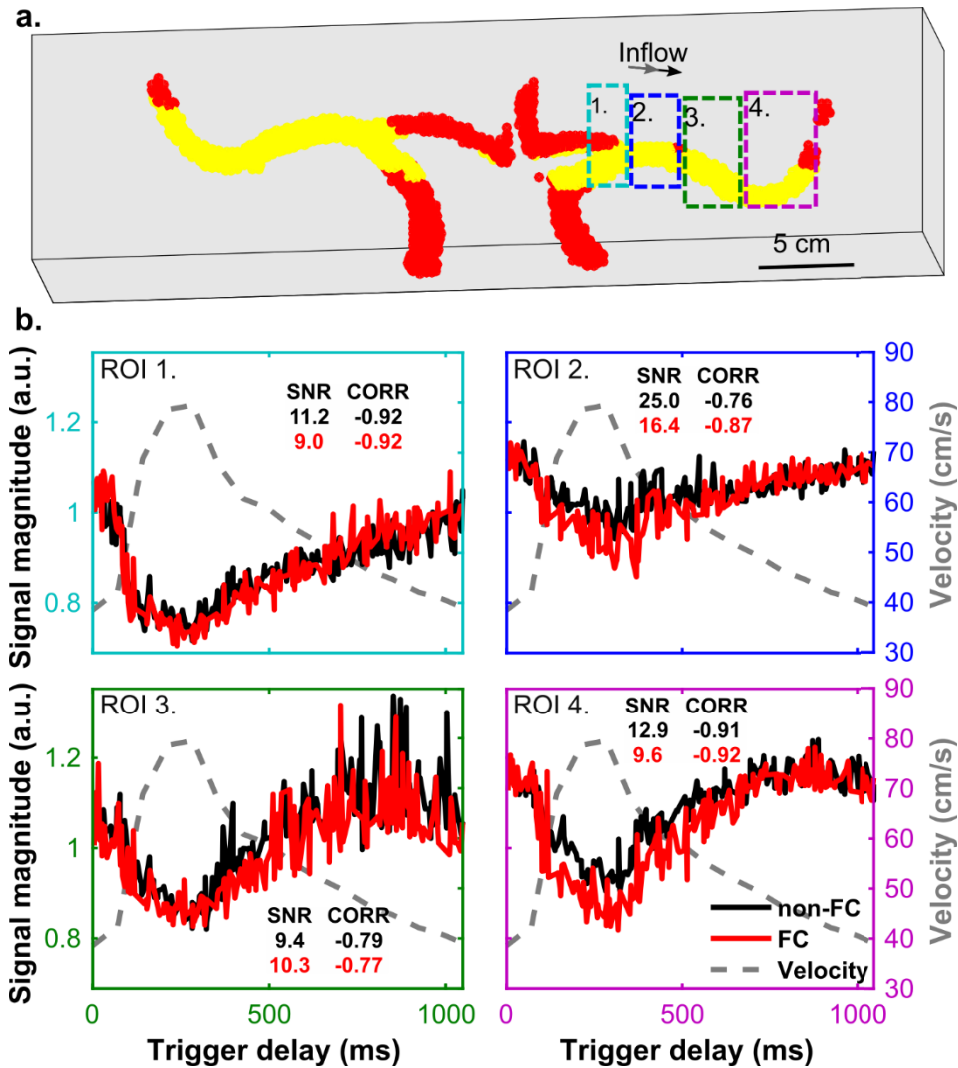 a.
Inflow
1.
2.
3.
4.
5 cm
b.
Signal magnitude (a.u.)
1.2
1
0.8
ROI 1.
SNR CORR
11.2 -0.92
9.0 -0.92
ROI 2.
SNR CORR
25.0 -0.76
16.4 -0.87
90
80
70
60
50
40
30
Velocity (cm/s)
Signal magnitude (a.u.)
1.2
1
0.8
ROI 3.
SNR CORR
9.4 -0.79
10.3 -0.77
0
500
1000
Trigger delay (ms)
ROI 4.
SNR CORR
12.9 -0.91
9.6 -0.92
non-FC
FC
Velocity
90
80
70
60
50
40
30
Velocity (cm/s)
0
500
1000
Trigger delay (ms)